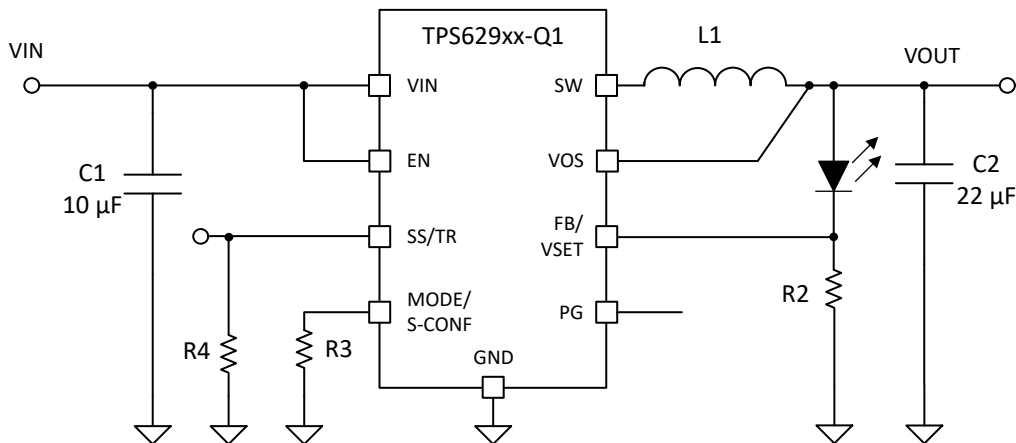 TPS629xx-Q1
VIN
L1
VOUT
VIN
SW
EN
VOS
C1
10 µF
C2
22 µF
SS/TR
FB/
VSET
MODE/
S-CONF
PG
R2
R4
R3
GND